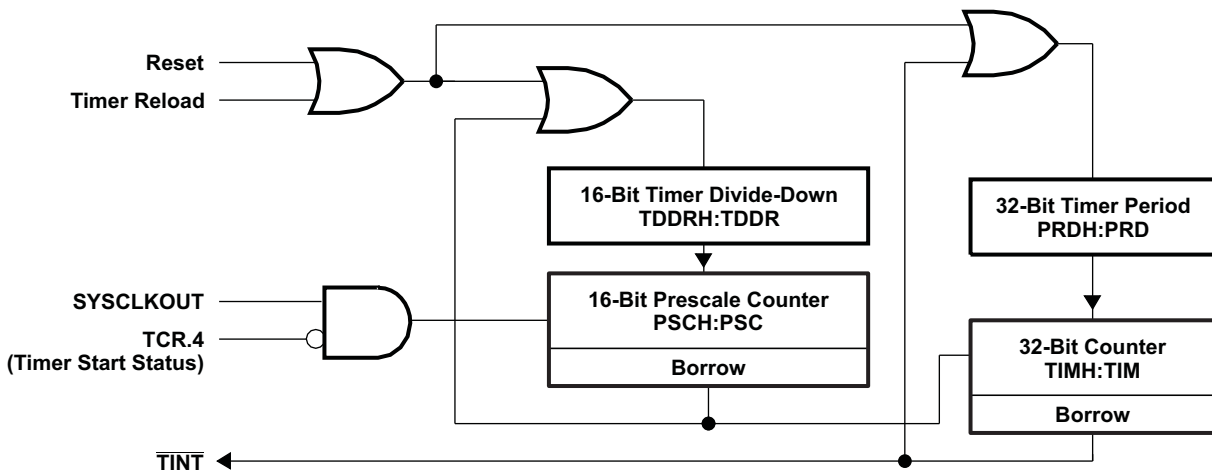 Reset
Timer Reload
16-Bit Timer Divide-Down
TDDRH:TDDR
32-Bit Timer Period
PRDH:PRD
SYSCLKOUT
TCR.4
(Timer Start Status)
16-Bit Prescale Counter
PSCH:PSC
Borrow
32-Bit Counter
TIMH:TIM
Borrow
TINT